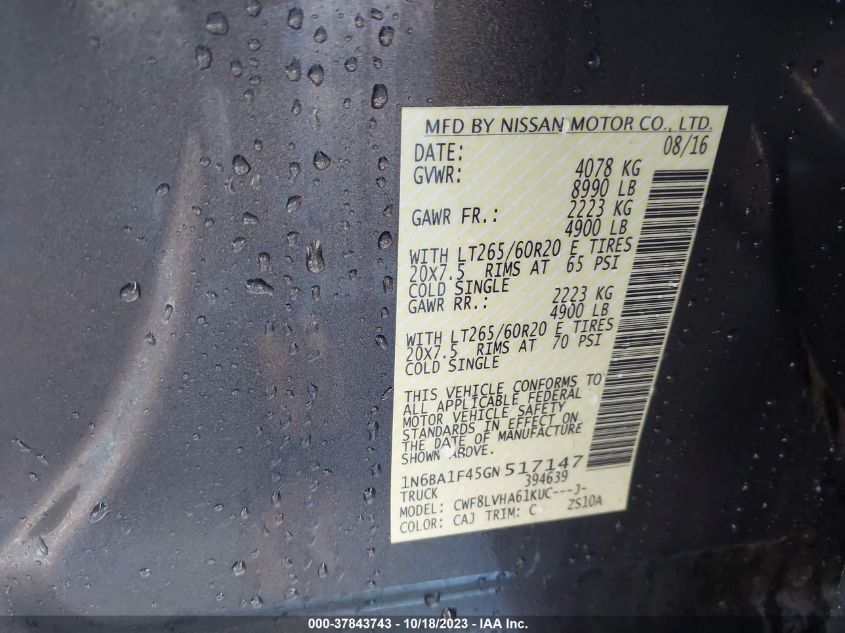 MFD BY NISSAN MOTOR CO., LTD.
DATE: 08/16
GVWR: 4078 KG
8990 LB
GAWR FR.: 2223 KG
4900 LB
WITH LT265/60R20 E TIRES
20X7.5 RIMS AT 65 PSI
COLD SINGLE
GAWR RR.: 2223 KG
4900 LB
WITH LT265/60R20 E TIRES
20X7.5 RIMS AT 70 PSI
COLD SINGLE
THIS VEHICLE CONFORMS TO
ALL APPLICABLE FEDERAL
MOTOR VEHICLE SAFETY
STANDARDS IN EFFECT ON
THE DATE OF MANUFACTURE
SHOWN ABOVE.
1N6BA1F45GN517147
TRUCK 394639
MODEL: CWF8LVHA61KUC---J-
COLOR: CAJ TRIM: C ZS10A
000-37843743 - 10/18/2023 - IAA Inc.